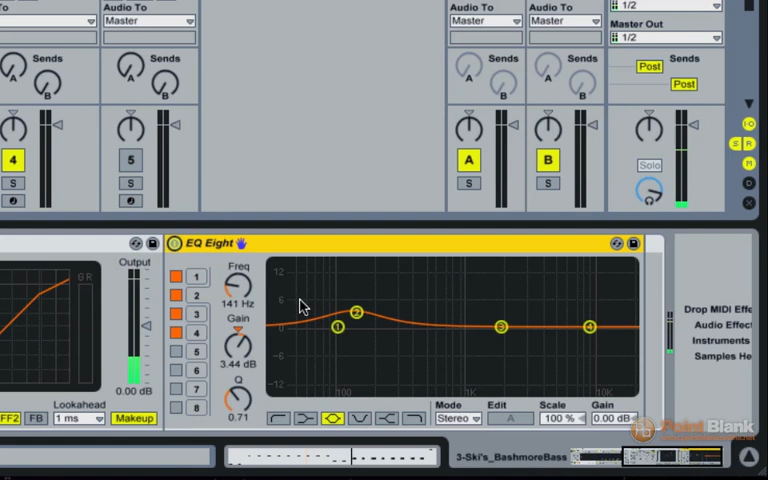 To
Audio To
Audio To
Audio To
1/2
Master
Master
Master
Master Out
1/2
Sends
Sends
Sends
Sends
Sends
A
B
A
B
A
B
A
B
Post
Post
4
5
A
B
Solo
S
S
S
S
I·O
S
R
M
D
X
EQ Eight
Output
GR
0.00 dB
Lookahead
FF2
FB
1 ms
Makeup
1
2
3
4
5
6
7
8
Freq
141 Hz
Gain
3.44 dB
Q
0.71
12
6
-6
-12
100
1K
10K
1
2
3
4
Mode
Stereo
Edit
A
Scale
100 %
Gain
0.00 dB
Drop MIDI Effe
Audio Effect
Instruments
Samples He
Point Blank
3-Ski's_BashmoreBass